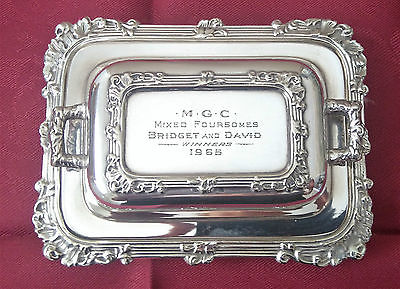 · M · G · C ·
MIXED FOURSOMES
BRIDGET AND DAVID
WINNERS
1965